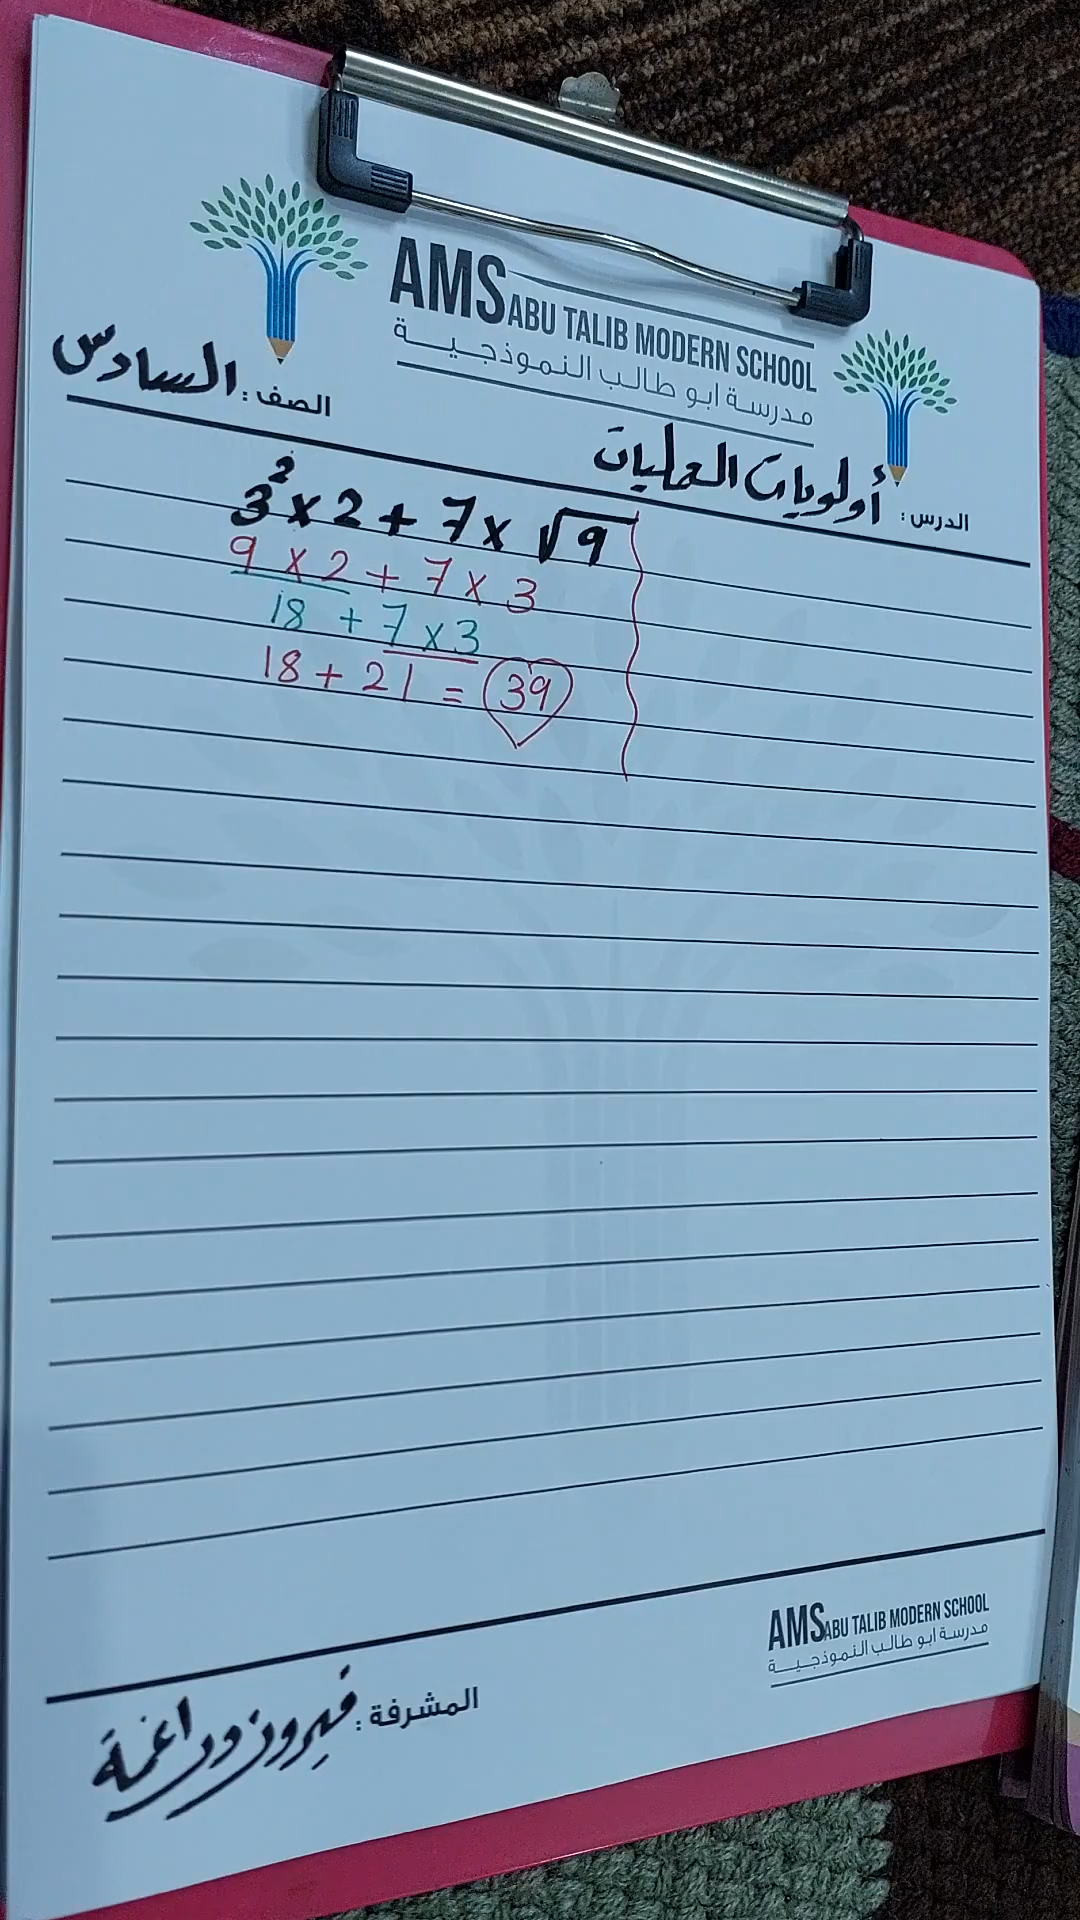 AMS ABU TALIB MODERN SCHOOL
مدرسة ابو طالب النموذجية
الصف: السادس
الدرس: أولويات العمليات
3² × 2 + 7 × √9
9 × 2 + 7 × 3
18 + 7 × 3
18 + 21 = 39
AMS ABU TALIB MODERN SCHOOL
مدرسة ابو طالب النموذجية
المشرفة: فيروز وراغمة